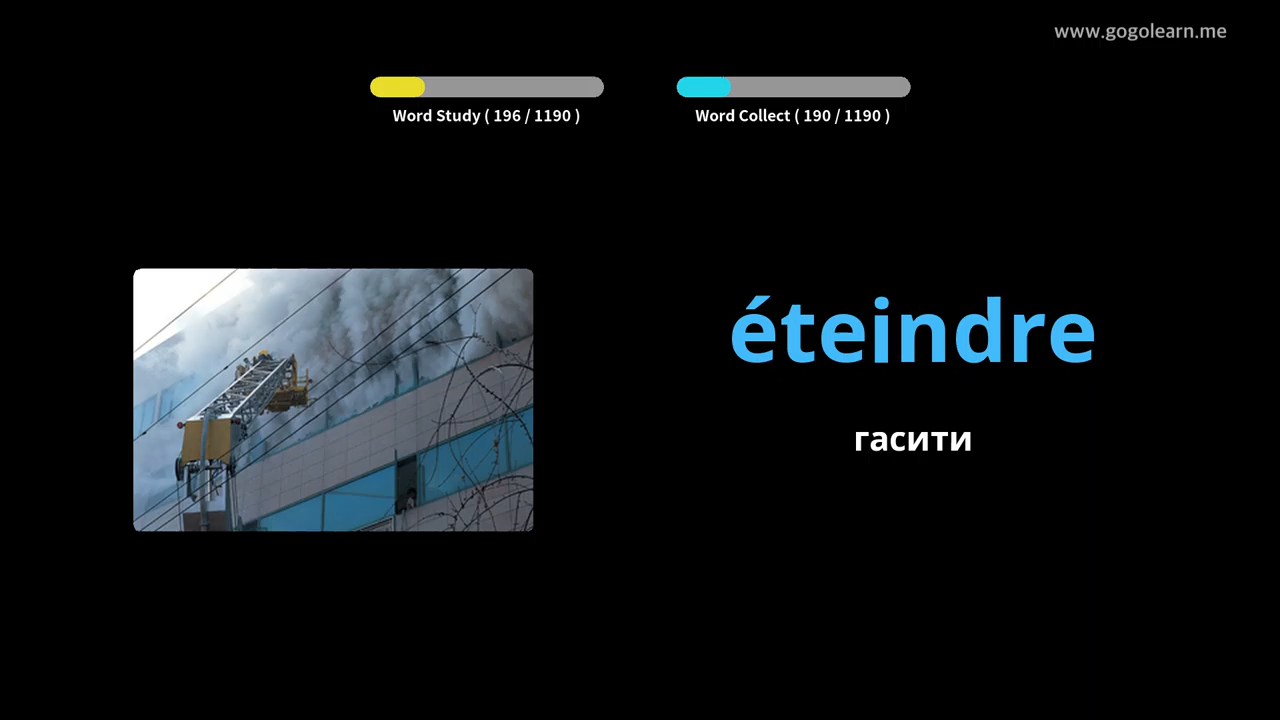 www.gogolearn.me
Word Study ( 196 / 1190 )
Word Collect ( 190 / 1190 )
éteindre
гасити